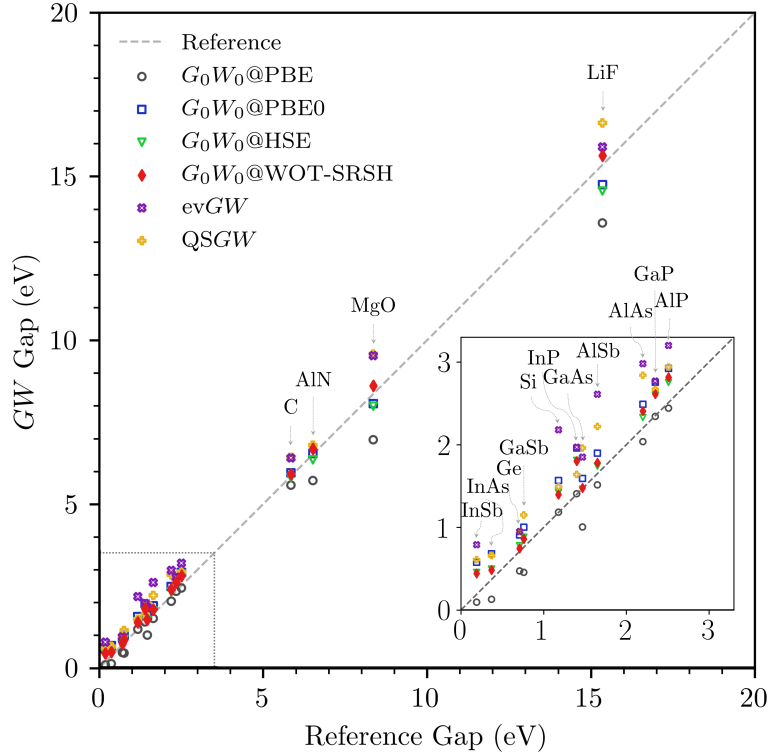 20
Reference
G₀W₀@PBE
G₀W₀@PBE0
G₀W₀@HSE
G₀W₀@WOT-SRSH
evGW
QSGW
LiF
15
MgO
AlN
C
10
5
0
GW Gap (eV)
GaP
AlAs
AlP
AlSb
InP
GaAs
Si
GaSb
Ge
InAs
InSb
3
2
1
0
0
1
2
3
0
5
10
15
20
Reference Gap (eV)